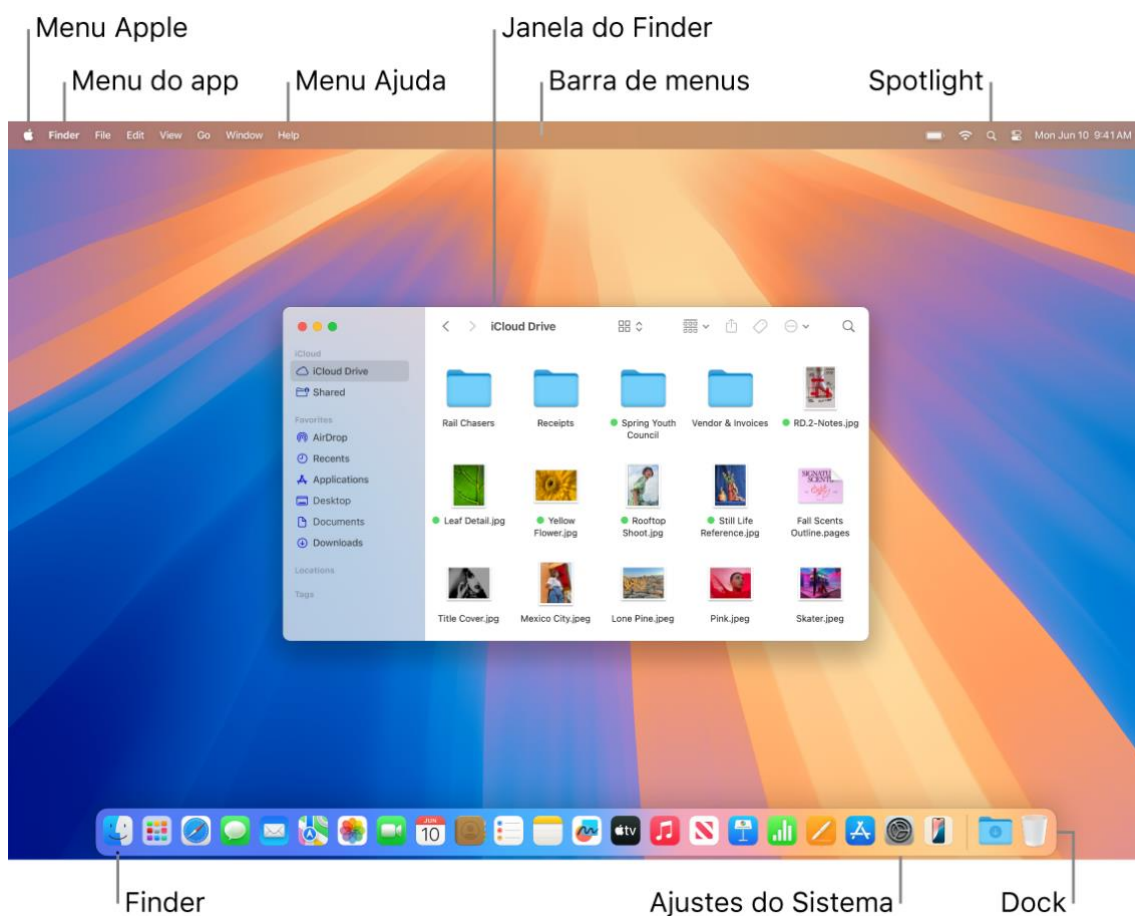 Menu Apple
Janela do Finder
Menu do app
Menu Ajuda
Barra de menus
Spotlight
Finder File Edit View Go Window Help
Mon Jun 10 9:41 AM
iCloud Drive
iCloud
iCloud Drive
Shared
Favorites
AirDrop
Recents
Applications
Desktop
Documents
Downloads
Locations
Tags
Rail Chasers
Receipts
Spring Youth
Council
Vendor & Invoices
RD.2-Notes.jpg
SIGNATU
SCENTL
Leaf Detail.jpg
Yellow
Flower.jpg
Rooftop
Shoot.jpg
Still Life
Reference.jpg
Fall Scents
Outline.pages
Title Cover.jpg
Mexico City.jpeg
Lone Pine.jpeg
Pink.jpeg
Skater.jpeg
JUN
10
tv
Finder
Ajustes do Sistema
Dock